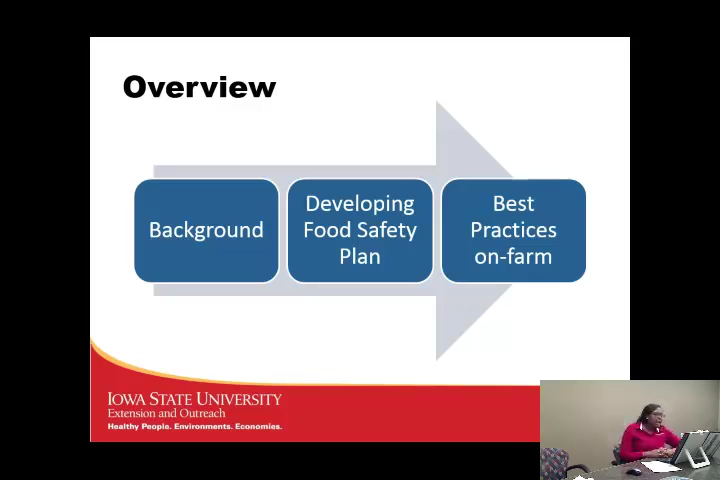 Overview
Background
Developing
Food Safety
Plan
Best
Practices
on-farm
IOWA STATE UNIVERSITY
Extension and Outreach
Healthy People. Environments. Economies.